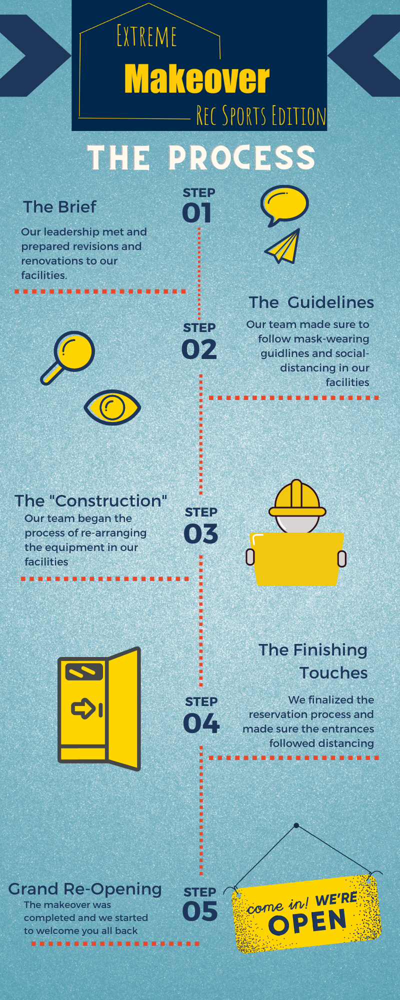 Extreme
Makeover
Rec Sports Edition
THE PROCESS
STEP
01
The Brief
Our leadership met and
prepared revisions and
renovations to our
facilities.
STEP
02
The Guidelines
Our team made sure to
follow mask-wearing
guidlines and social-
distancing in our
facilities
STEP
03
The "Construction"
Our team began the
process of re-arranging
the equipment in our
facilities
STEP
04
The Finishing
Touches
We finalized the
reservation process and
made sure the entrances
followed distancing
STEP
05
Grand Re-Opening
The makeover was
completed and we started
to welcome you all back
come in! WE'RE
OPEN